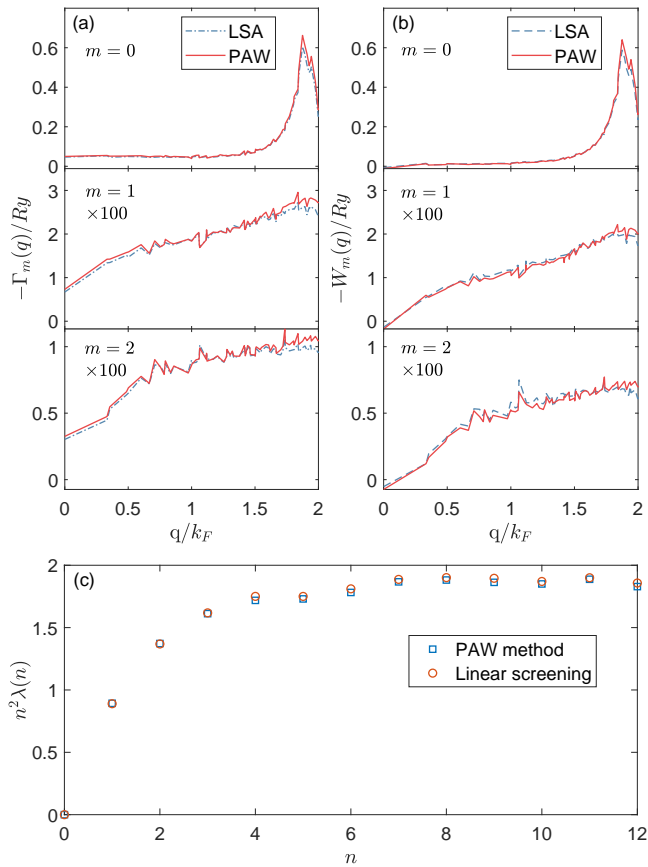 (a)
m = 0
LSA
PAW
0.6
0.4
0.2
0
m = 1
×100
3
2
1
0
m = 2
×100
1
0.5
0
−Γm(q)/Ry
0 0.5 1 1.5 2
q/kF
(b)
m = 0
LSA
PAW
0.6
0.4
0.2
0
m = 1
×100
3
2
1
0
m = 2
×100
1
0.5
0
−Wm(q)/Ry
0 0.5 1 1.5 2
q/kF
(c)
2
1.5
1
0.5
0
n²λ(n)
PAW method
Linear screening
0 2 4 6 8 10 12
n